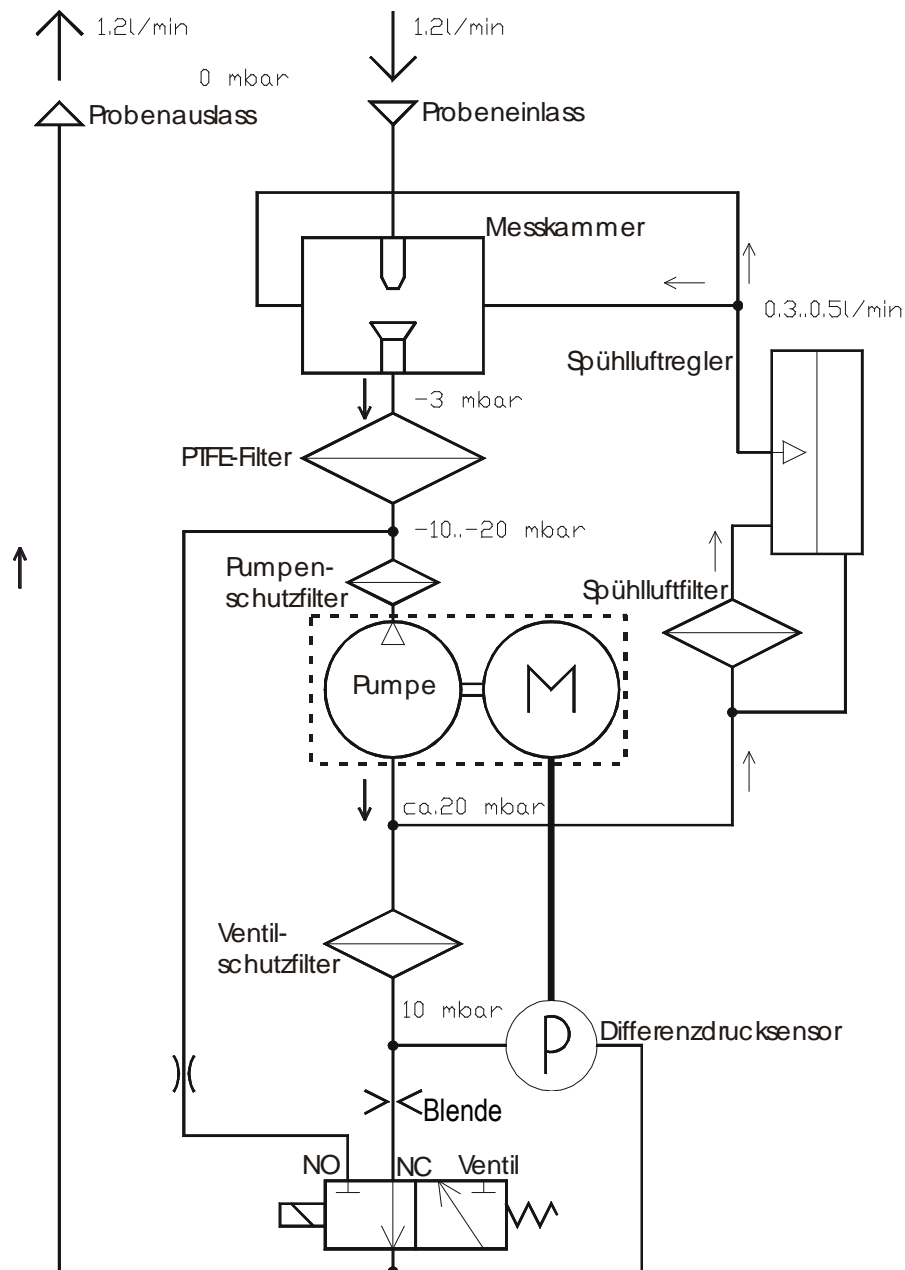 1.2l/min
1.2l/min
0 mbar
Probenauslass
Probeneinlass
Messkammer
0.3..0.5l/min
Spühlluftregler
-3 mbar
PTFE-Filter
-10..-20 mbar
Pumpen-
schutzfilter
Spühlluftfilter
Pumpe
M
ca.20 mbar
Ventil-
schutzfilter
10 mbar
P
Differenzdrucksensor
Blende
NO
NC
Ventil